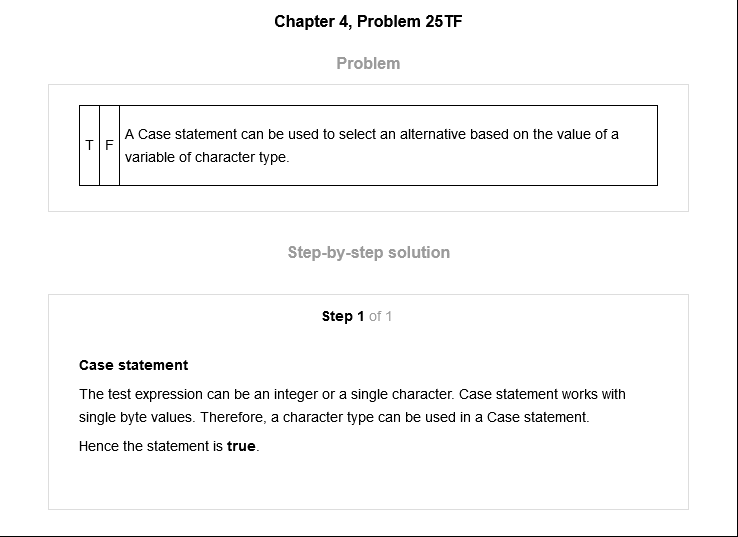 Chapter 4, Problem 25TF
Problem
T F A Case statement can be used to select an alternative based on the value of a
variable of character type.
Step-by-step solution
Step 1 of 1
Case statement
The test expression can be an integer or a single character. Case statement works with
single byte values. Therefore, a character type can be used in a Case statement.
Hence the statement is true.